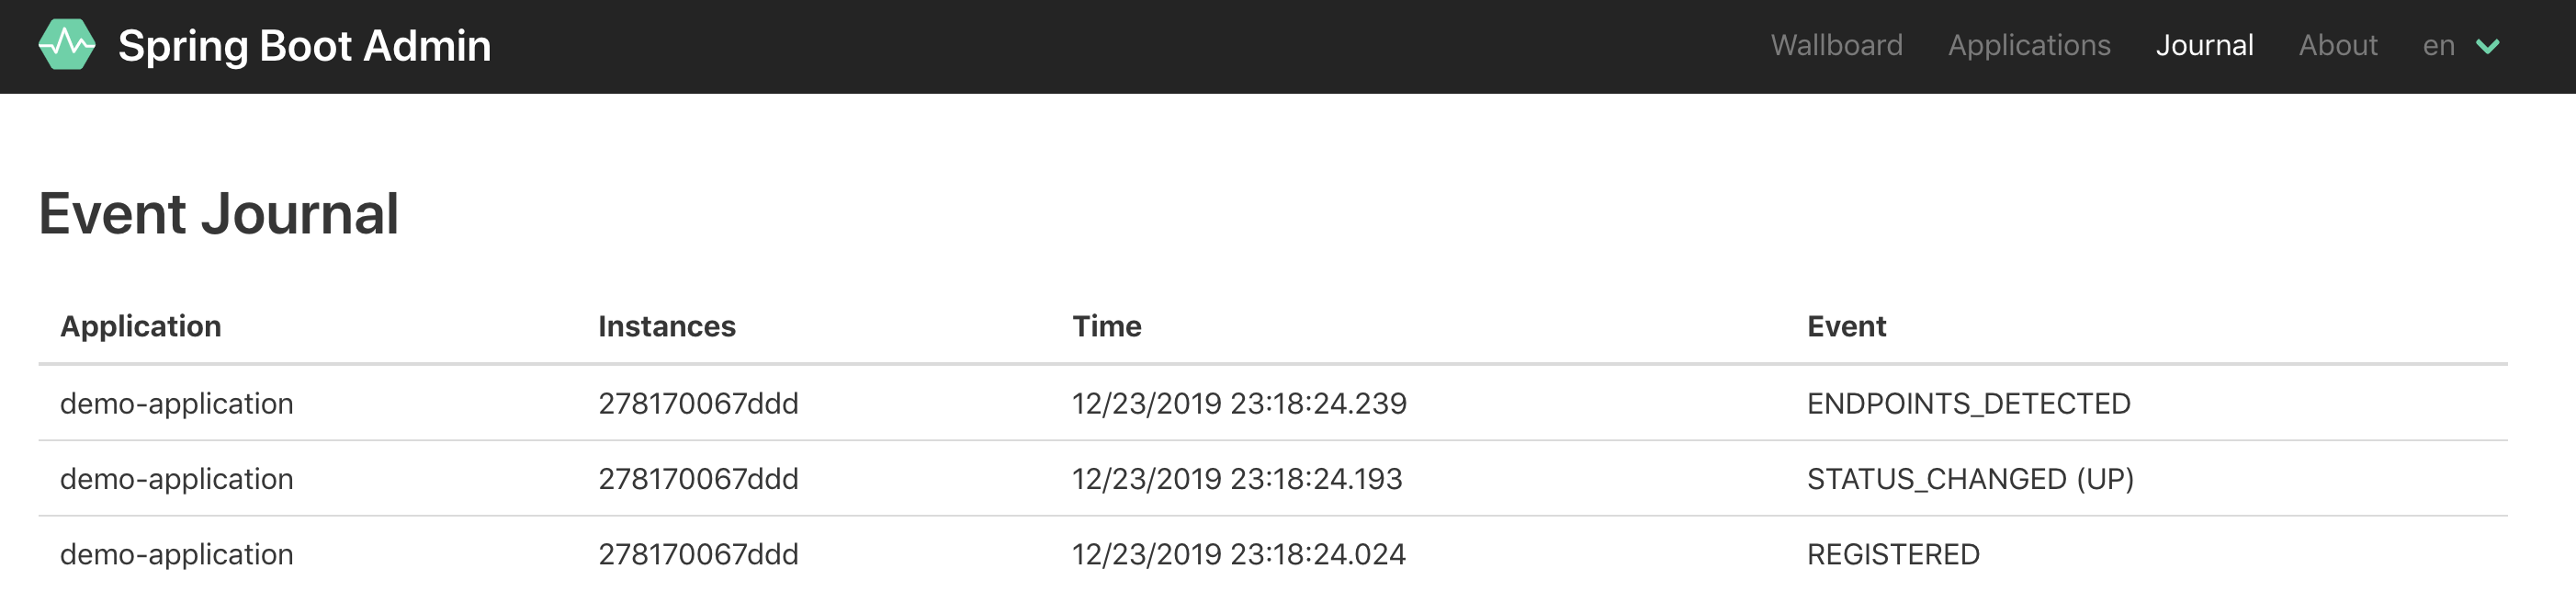 Spring Boot Admin Wallboard Applications Journal About en
Event Journal
Application Instances Time Event
demo-application 278170067ddd 12/23/2019 23:18:24.239 ENDPOINTS_DETECTED
demo-application 278170067ddd 12/23/2019 23:18:24.193 STATUS_CHANGED (UP)
demo-application 278170067ddd 12/23/2019 23:18:24.024 REGISTERED